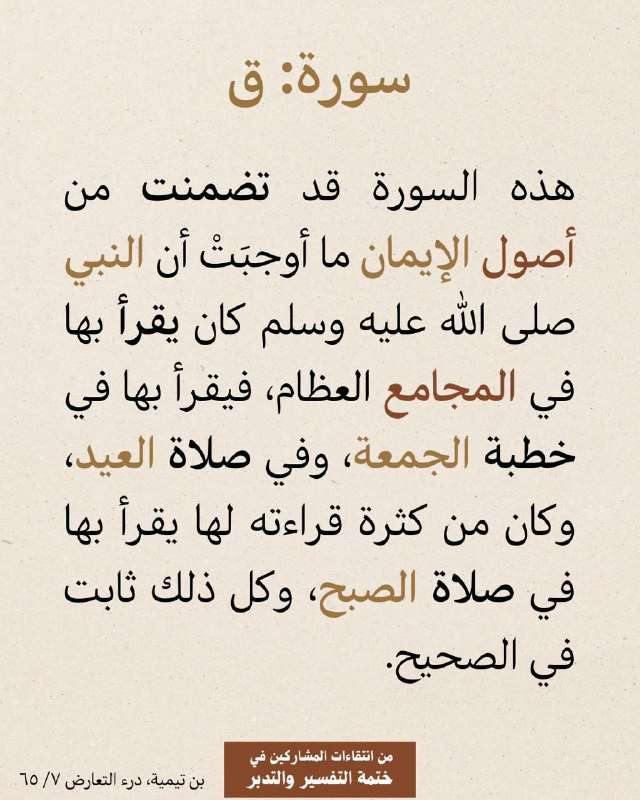 سورة: ق
هذه السورة قد تضمنت من
أصول الإيمان ما أوجبَتْ أن النبي
صلى الله عليه وسلم كان يقرأ بها
في المجامع العظام، فيقرأ بها في
خطبة الجمعة، وفي صلاة العيد،
وكان من كثرة قراءته لها يقرأ بها
في صلاة الصبح، وكل ذلك ثابت
في الصحيح.
من انتقاءات المشاركين في
ختمة التفسير والتدبر
بن تيمية، درء التعارض ٧/ ٦٥